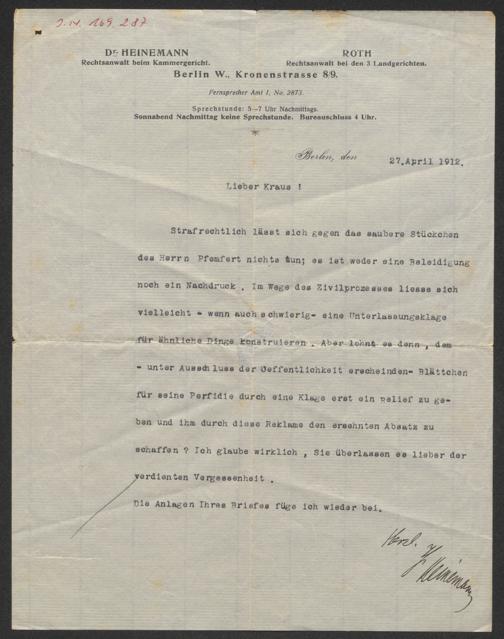 I.N. 169.287
Dr. HEINEMANN
Rechtsanwalt beim Kammergericht.
ROTH
Rechtsanwalt bei den 3 Landgerichten.
Berlin W., Kronenstrasse 8/9.
Fernsprecher Amt I, No. 2873.
Sprechstunde: 5–7 Uhr Nachmittags.
Sonnabend Nachmittag keine Sprechstunde. Bureauschluss 4 Uhr.
*
Berlin, den 27.April 1912.
Lieber Kraus !
Strafrechtlich lässt sich gegen das saubere Stückchen
des Herrn Pfemfert nichts tun; es ist weder eine Beleidigung
noch ein Nachdruck . Im Wege des Zivilprozesses liesse sich
vielleicht - wenn auch schwierig- eine Unterlassungsklage
für ähnliche Dinge konstruieren . Aber lohnt es denn , dem
- unter Ausschluss der Oeffentlichkeit erscheinden- Blättchen
für seine Perfidie durch eine Klage erst ein relief zu ge-
ben und ihm durch diese Reklame den ersehnten Absatz zu
schaffen ? Ich glaube wirklich , Sie überlassen es lieber der
verdienten Vergessenheit .
Die Anlagen Ihres Briefes füge ich wieder bei.
Heinemann